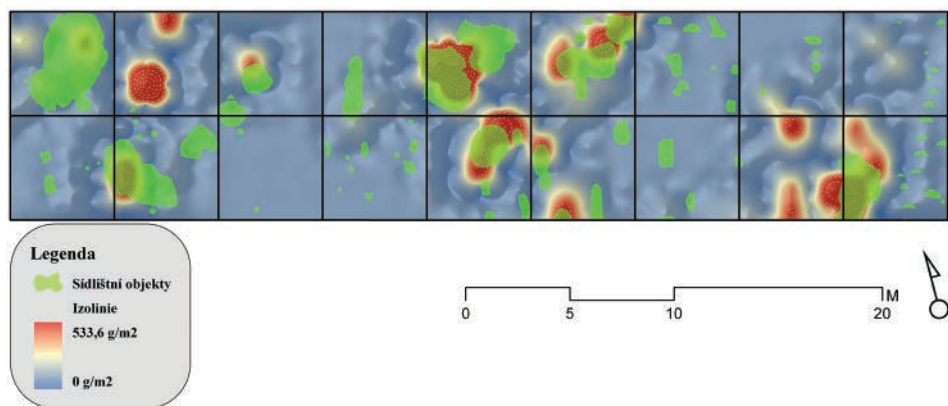 Legenda
Sídlištní objekty
Izolinie
533,6 g/m2
0 g/m2
M
0 5 10 20